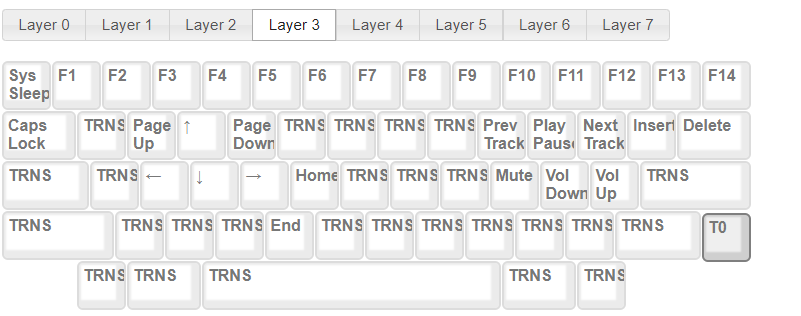 Layer 0 Layer 1 Layer 2 Layer 3 Layer 4 Layer 5 Layer 6 Layer 7
Sys Sleep F1 F2 F3 F4 F5 F6 F7 F8 F9 F10 F11 F12 F13 F14
Caps Lock TRNS Page Up ↑ Page Down TRNS TRNS TRNS TRNS Prev Track Play Paus Next Track Insert Delete
TRNS TRNS ← ↓ → Home TRNS TRNS TRNS Mute Vol Down Vol Up TRNS
TRNS TRNS TRNS TRNS End TRNS TRNS TRNS TRNS TRNS TRNS TRNS T0
TRNS TRNS TRNS TRNS TRNS